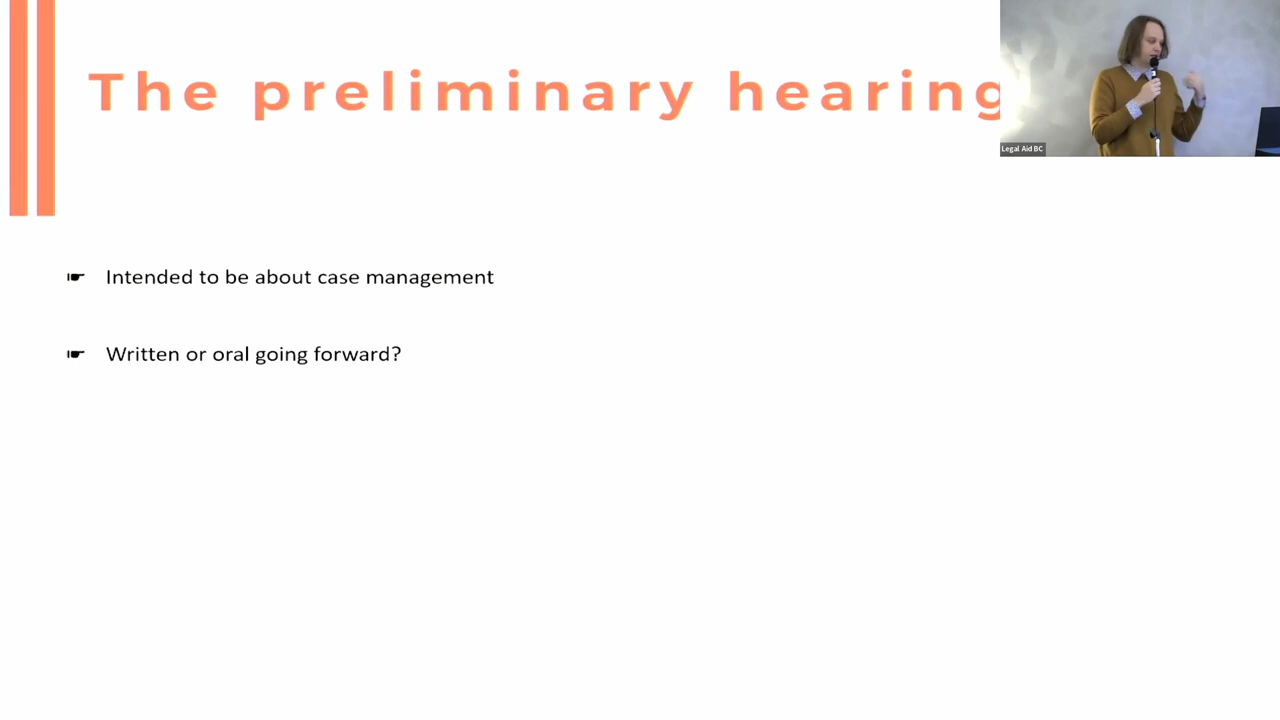 The preliminary hearing
Legal Aid BC
Intended to be about case management
Written or oral going forward?